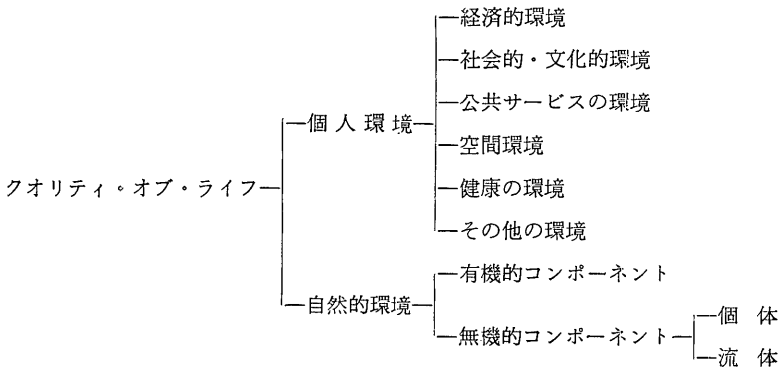 経済的環境
社会的・文化的環境
公共サービスの環境
個人環境
空間環境
クオリティ・オブ・ライフ
健康の環境
その他の環境
有機的コンポーネント
自然的環境
無機的コンポーネント
個体
流体